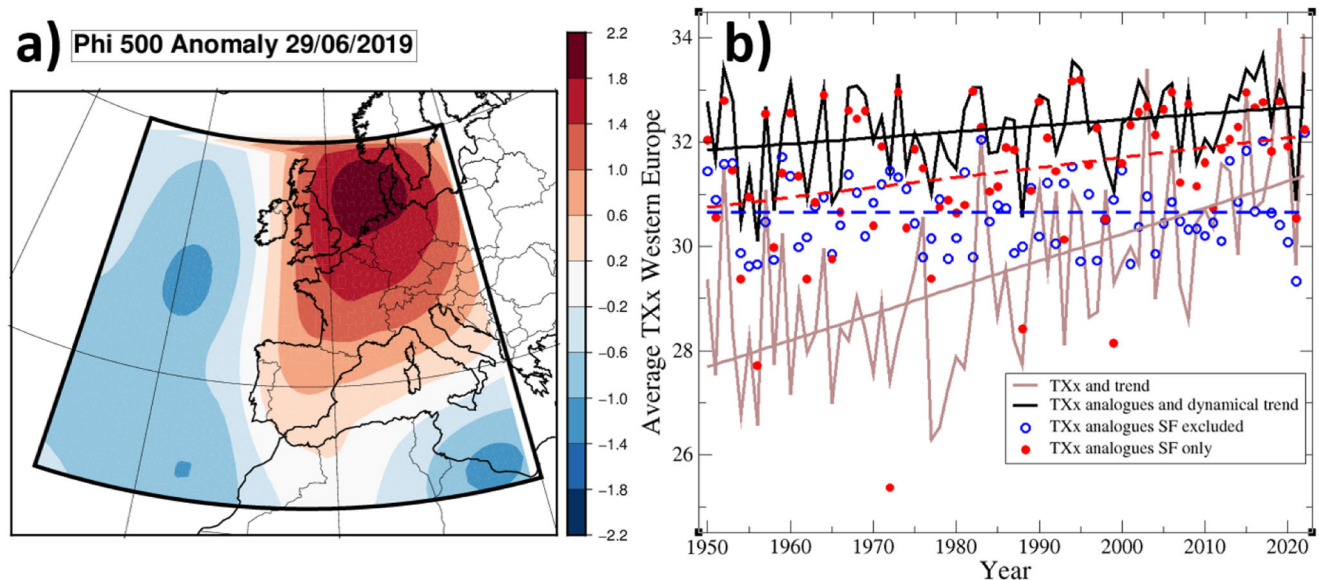 a)
Phi 500 Anomaly 29/06/2019
2.2
1.8
1.4
1.0
0.6
0.2
−0.2
−0.6
−1.0
−1.4
−1.8
−2.2
b)
Average TXx Western Europe
34
32
30
28
26
TXx and trend
TXx analogues and dynamical trend
TXx analogues SF excluded
TXx analogues SF only
1950 1960 1970 1980 1990 2000 2010 2020
Year